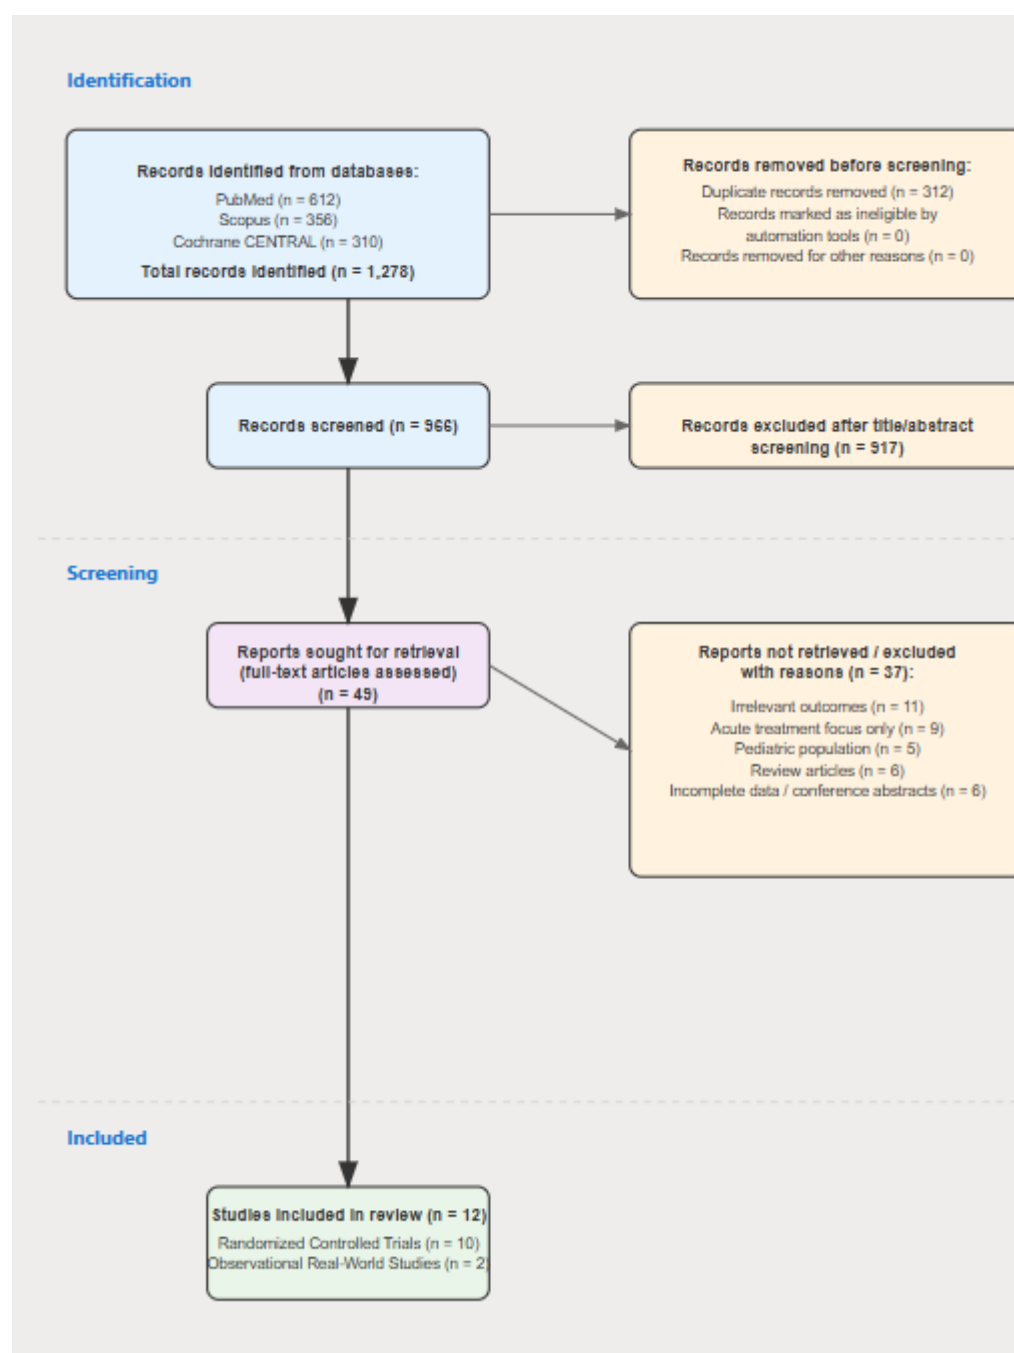 Identification
Records identified from databases:
PubMed (n = 612)
Scopus (n = 356)
Cochrane CENTRAL (n = 310)
Total records identified (n = 1,278)
Records removed before screening:
Duplicate records removed (n = 312)
Records marked as ineligible by
automation tools (n = 0)
Records removed for other reasons (n = 0)
Records screened (n = 966)
Records excluded after title/abstract
screening (n = 917)
Screening
Reports sought for retrieval
(full-text articles assessed)
(n = 49)
Reports not retrieved / excluded
with reasons (n = 37):
Irrelevant outcomes (n = 11)
Acute treatment focus only (n = 9)
Pediatric population (n = 5)
Review articles (n = 6)
Incomplete data / conference abstracts (n = 6)
Included
Studies included in review (n = 12)
Randomized Controlled Trials (n = 10)
Observational Real-World Studies (n = 2)